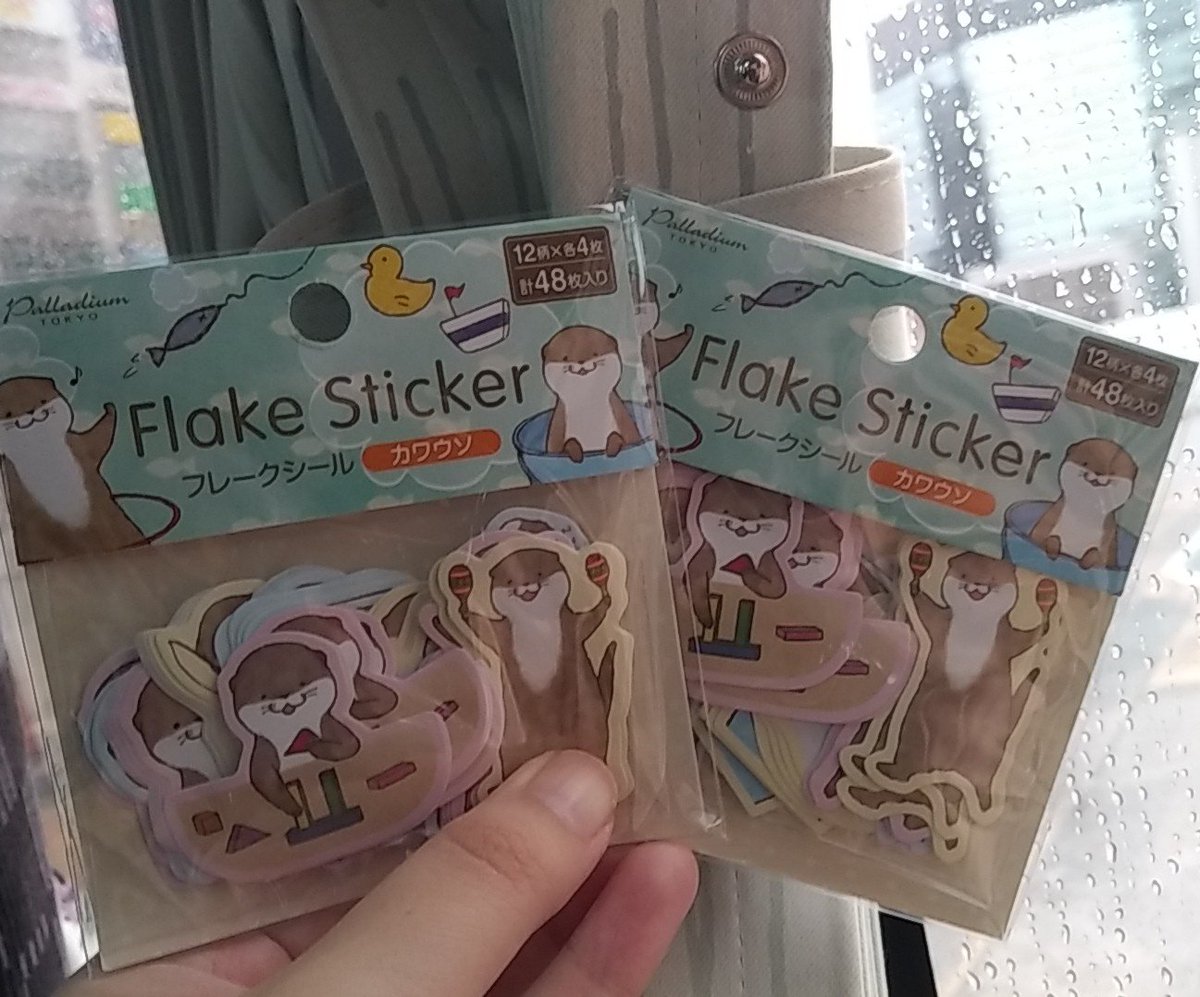 Palladium
TOKYO
12柄×各4枚
計48枚入り
Flake Sticker
フレークシール
カワウソ
Palladium
TOKYO
12柄×各4枚
計48枚入り
Flake Sticker
フレークシール
カワウソ